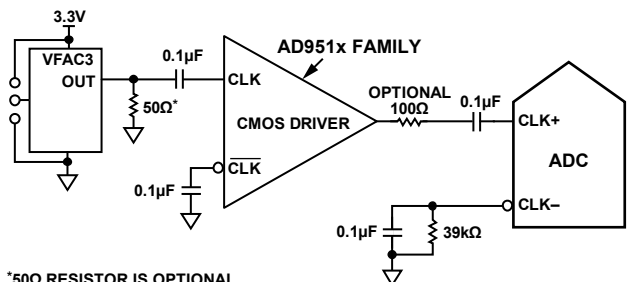 3.3V
VFAC3
OUT
0.1µF
50Ω*
CLK
AD951x FAMILY
CMOS DRIVER
CLK
0.1µF
OPTIONAL
100Ω
0.1µF
CLK+
ADC
CLK–
0.1µF
39kΩ
*50Ω RESISTOR IS OPTIONAL